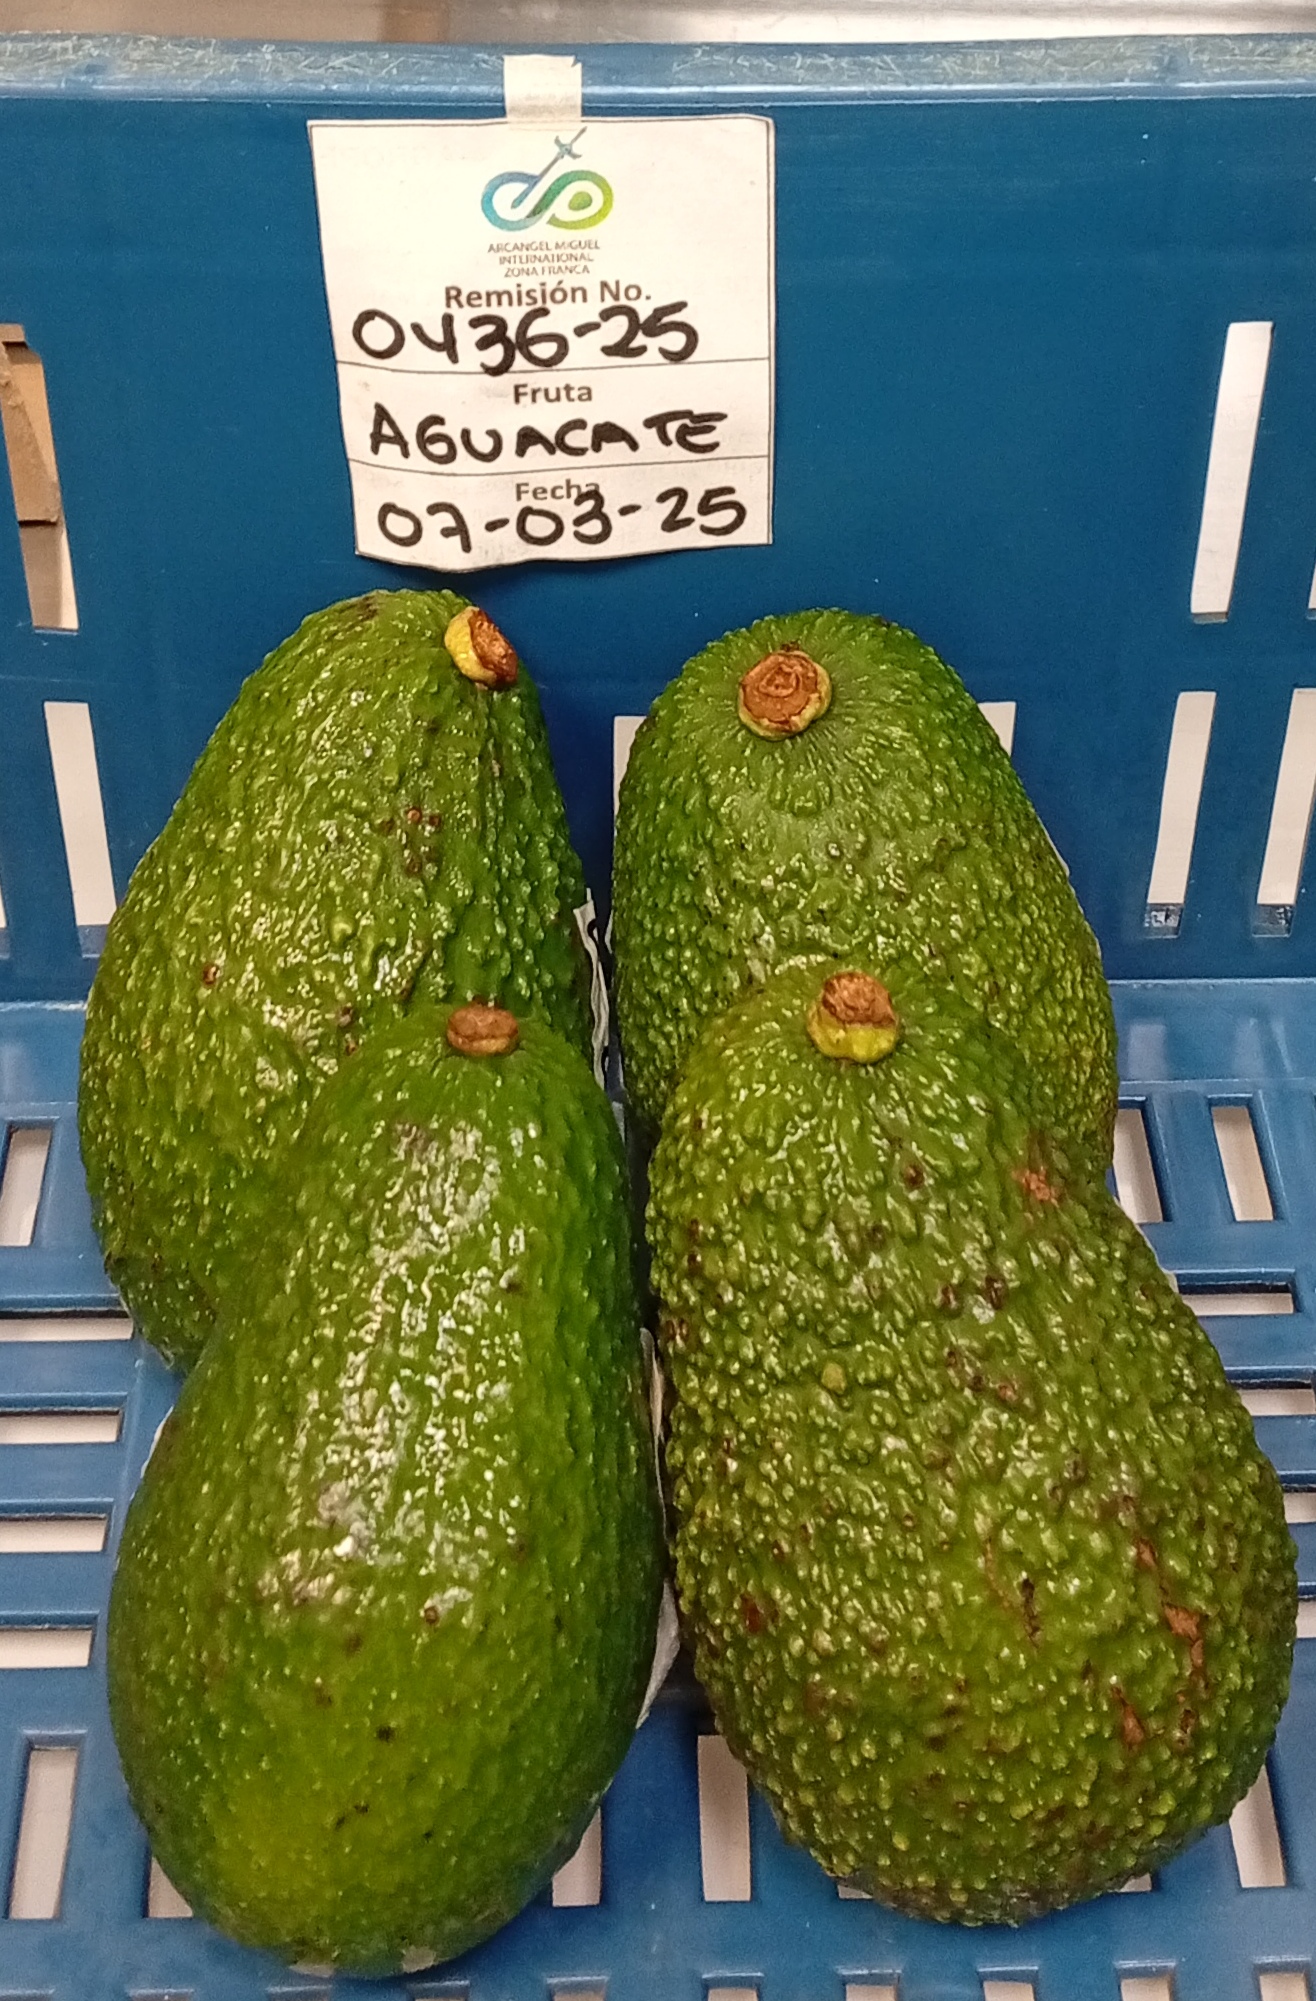 ARCANGEL MIGUEL
INTERNATIONAL
ZONA FRANCA
Remisión No.
0436-25
Fruta
AGUACATE
Fecha
07-03-25